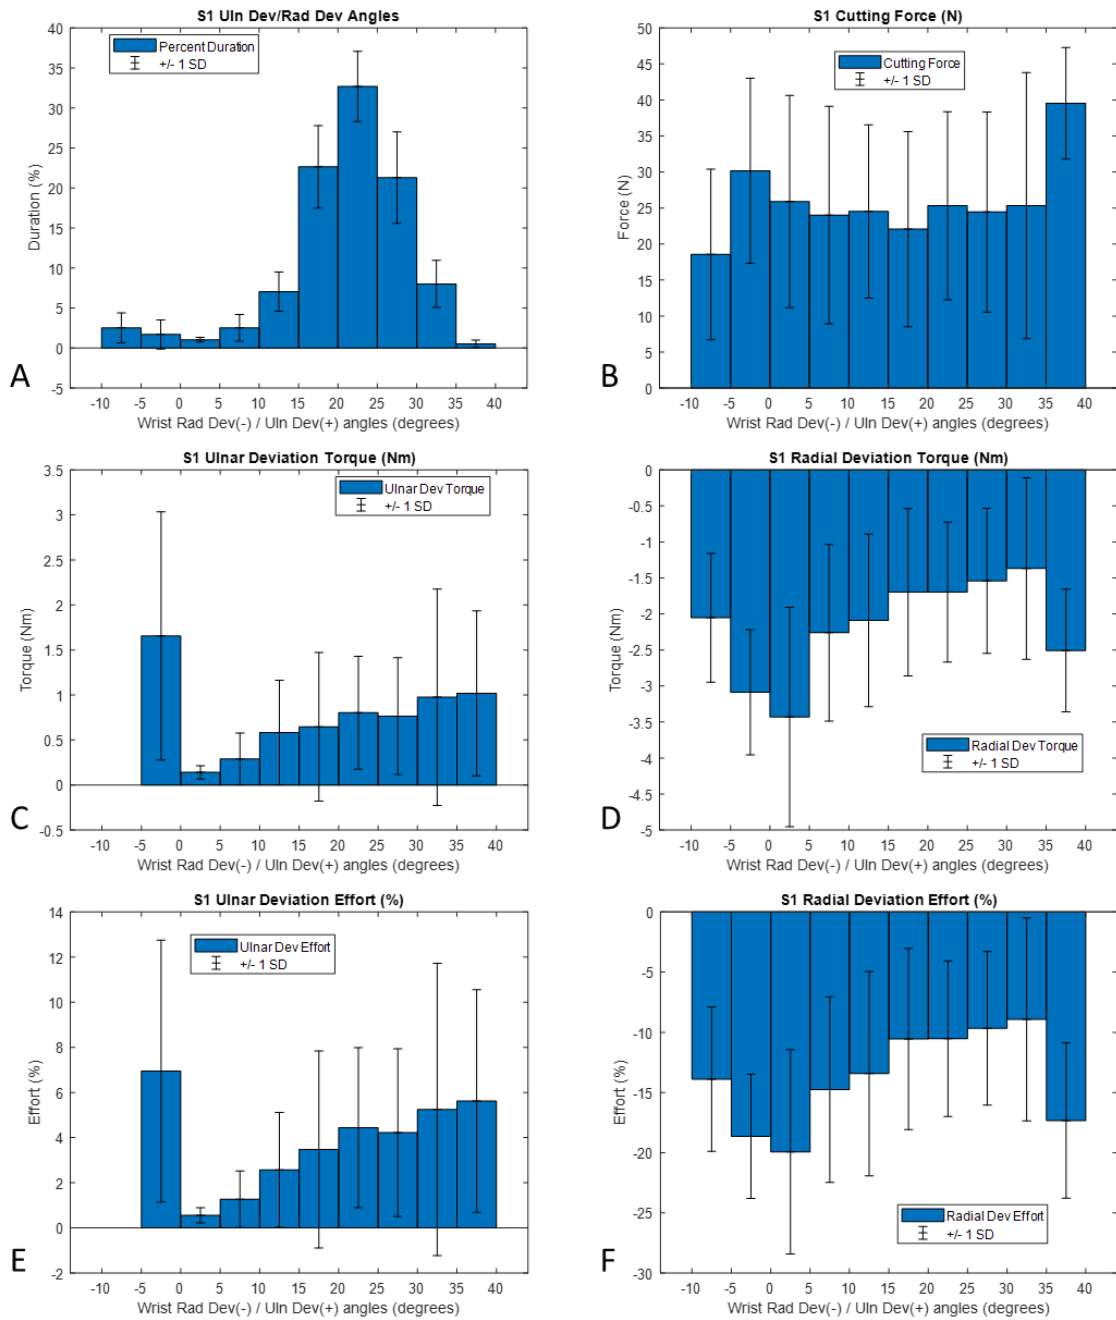 S1 Uln Dev/Rad Dev Angles
Percent Duration
+/- 1 SD
40
35
30
25
20
15
10
5
0
-5
Duration (%)
-10 -5 0 5 10 15 20 25 30 35 40
Wrist Rad Dev(-) / Uln Dev(+) angles (degrees)
A
S1 Cutting Force (N)
Cutting Force
+/- 1 SD
50
45
40
35
30
25
20
15
10
5
0
Force (N)
-10 -5 0 5 10 15 20 25 30 35 40
Wrist Rad Dev(-) / Uln Dev(+) angles (degrees)
B
S1 Ulnar Deviation Torque (Nm)
Ulnar Dev Torque
+/- 1 SD
3.5
3
2.5
2
1.5
1
0.5
0
-0.5
Torque (Nm)
-10 -5 0 5 10 15 20 25 30 35 40
Wrist Rad Dev(-) / Uln Dev(+) angles (degrees)
C
S1 Radial Deviation Torque (Nm)
0
-0.5
-1
-1.5
-2
-2.5
-3
-3.5
-4
-4.5
-5
Torque (Nm)
Radial Dev Torque
+/- 1 SD
-10 -5 0 5 10 15 20 25 30 35 40
Wrist Rad Dev(-) / Uln Dev(+) angles (degrees)
D
S1 Ulnar Deviation Effort (%)
Ulnar Dev Effort
+/- 1 SD
14
12
10
8
6
4
2
0
-2
Effort (%)
-10 -5 0 5 10 15 20 25 30 35 40
Wrist Rad Dev(-) / Uln Dev(+) angles (degrees)
E
S1 Radial Deviation Effort (%)
0
-5
-10
-15
-20
-25
-30
Effort (%)
Radial Dev Effort
+/- 1 SD
-10 -5 0 5 10 15 20 25 30 35 40
Wrist Rad Dev(-) / Uln Dev(+) angles (degrees)
F